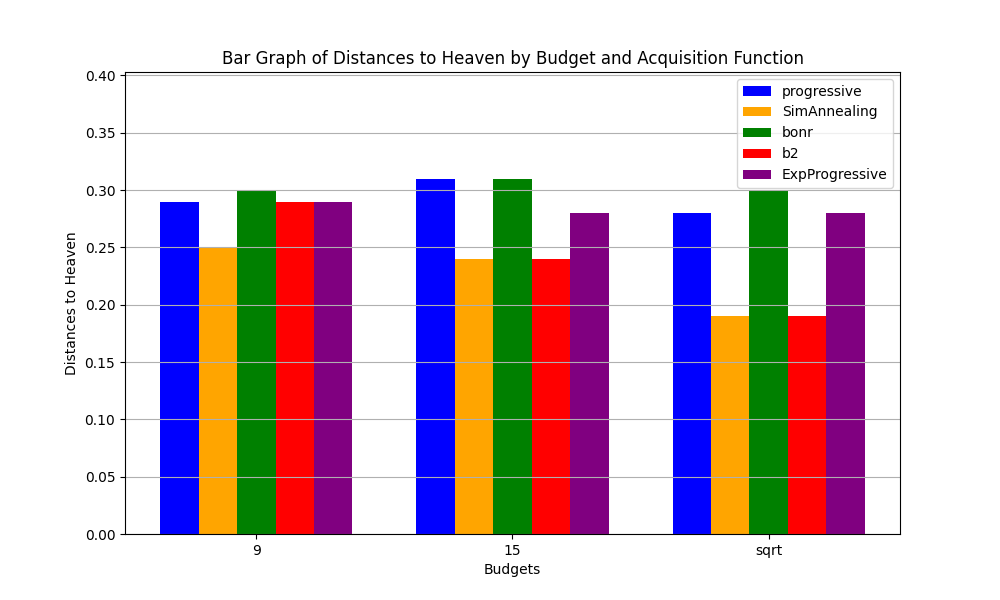 Bar Graph of Distances to Heaven by Budget and Acquisition Function
0.40
0.35
0.30
0.25
0.20
0.15
0.10
0.05
0.00
Distances to Heaven
progressive
SimAnnealing
bonr
b2
ExpProgressive
9
15
sqrt
Budgets